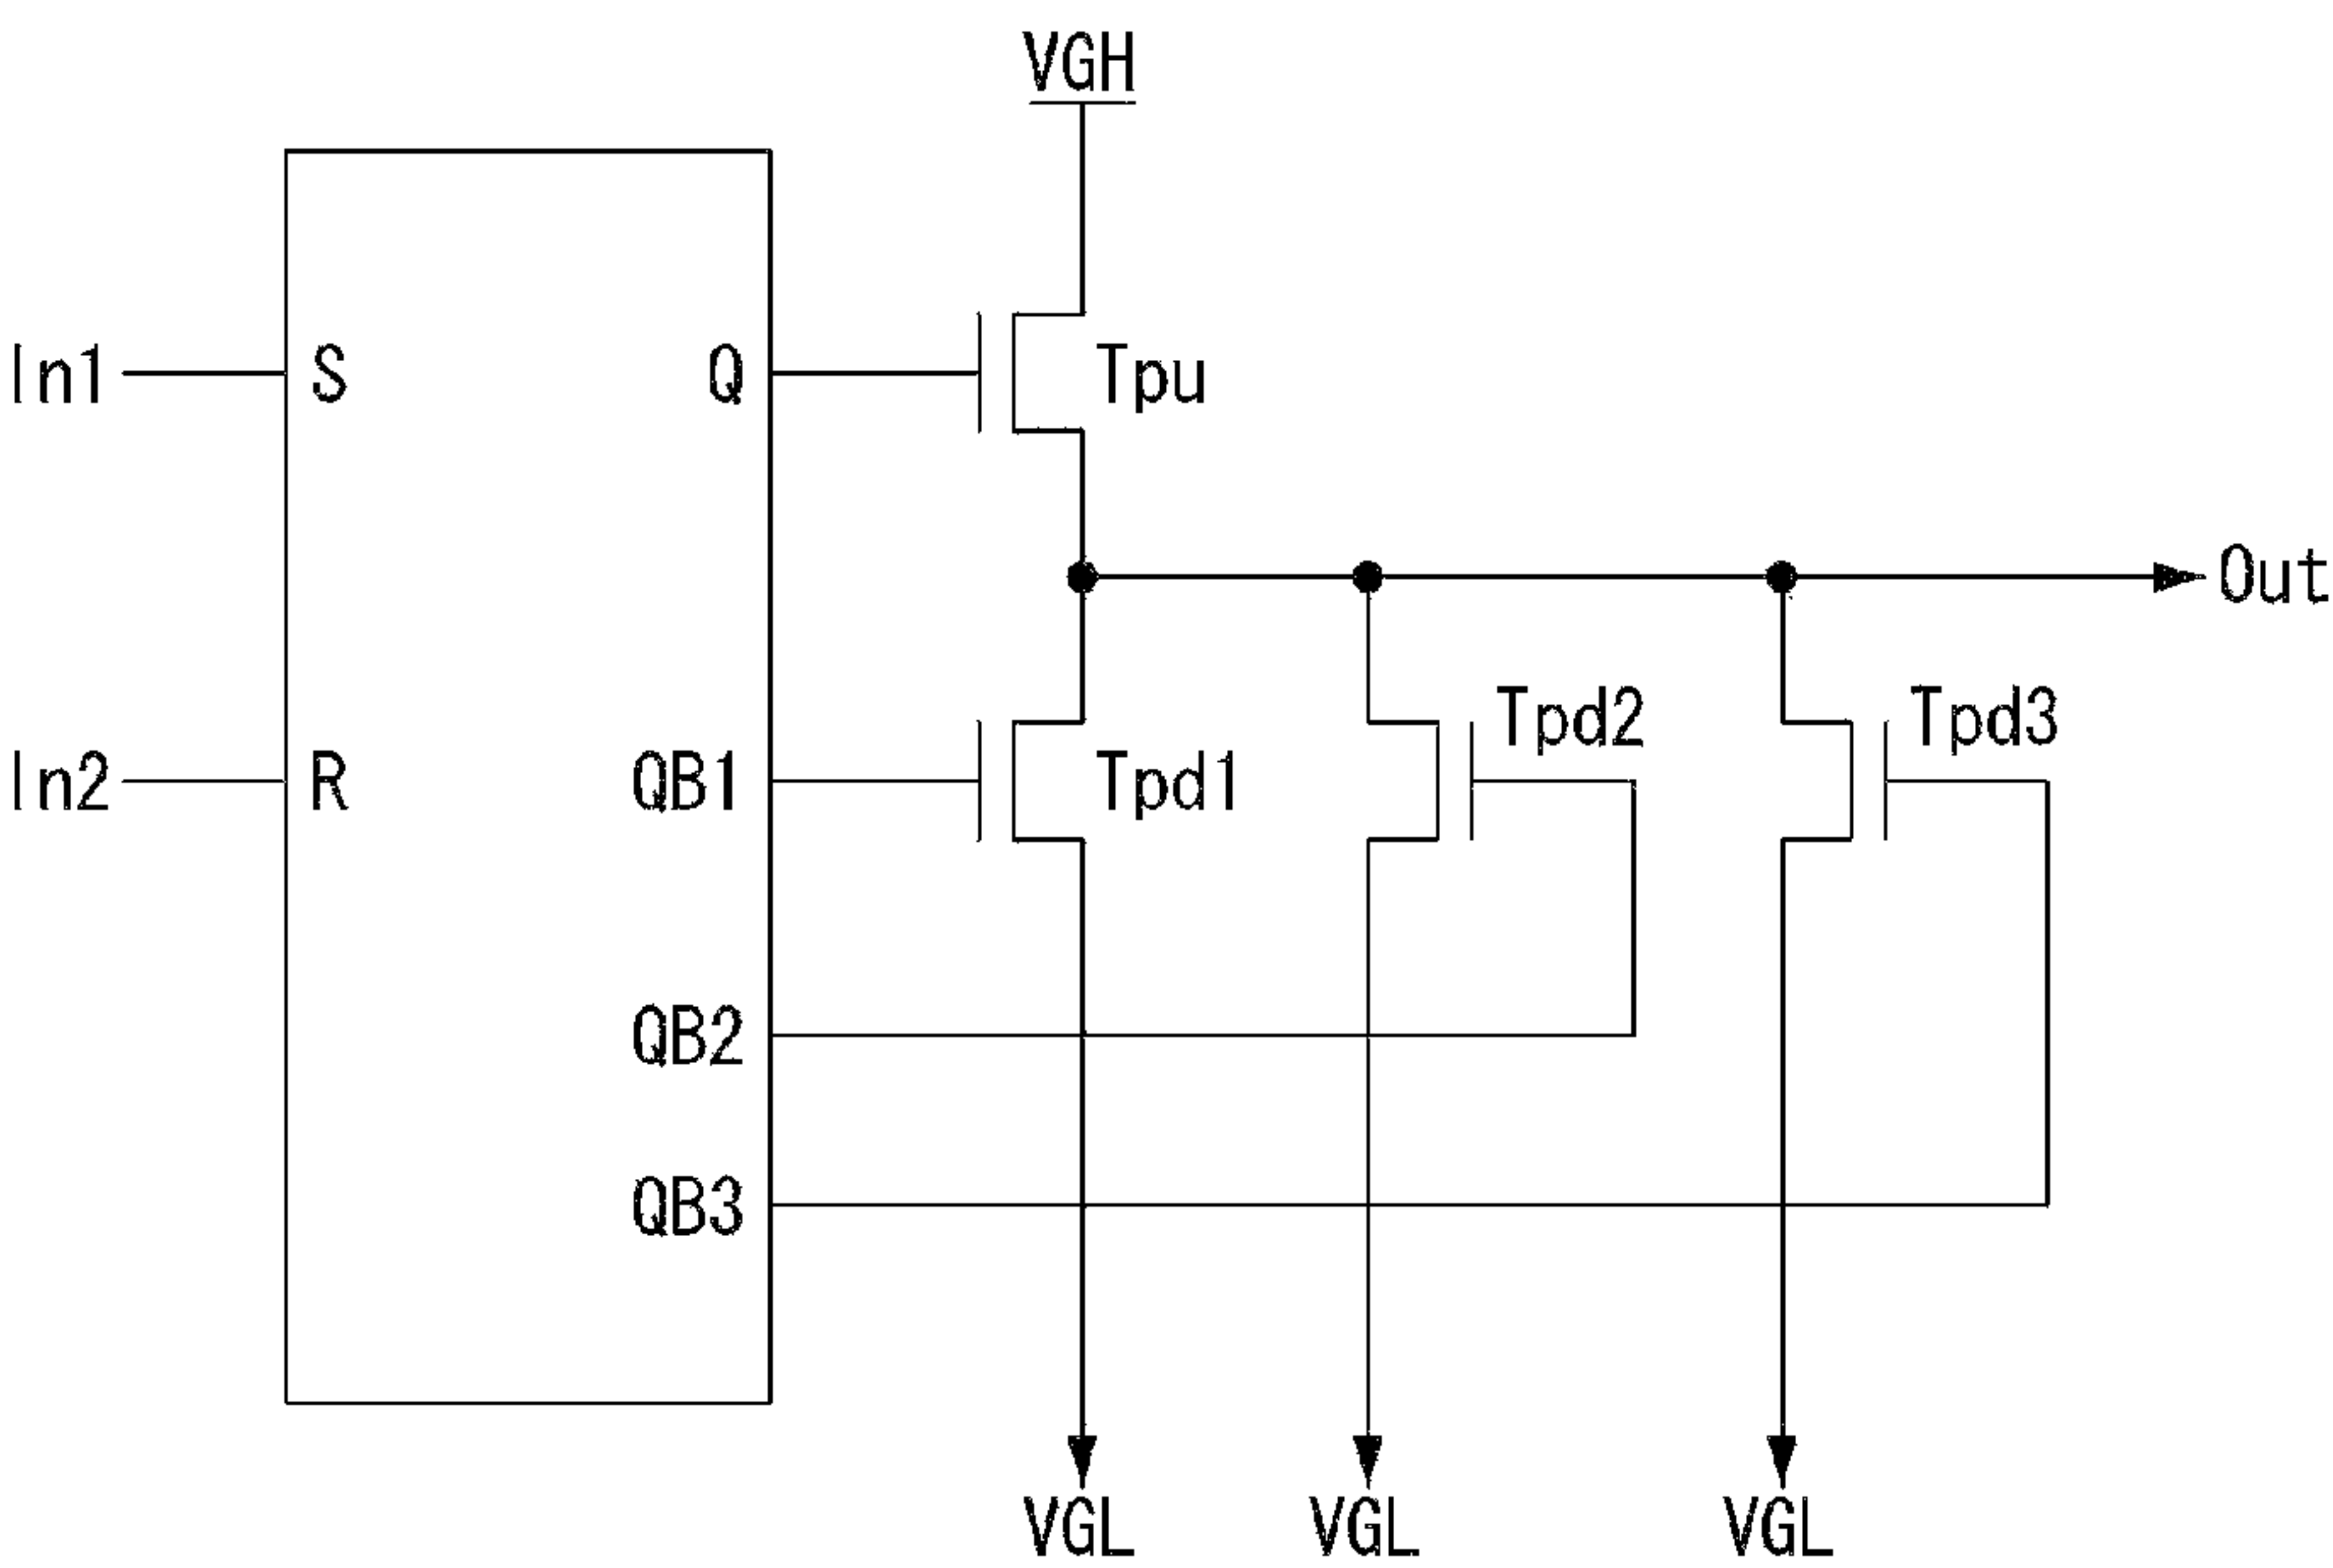 VGH
In1
S
Q
Tpu
Out
Tpd2
Tpd3
In2
R
QB1
Tpd1
QB2
QB3
VGL
VGL
VGL